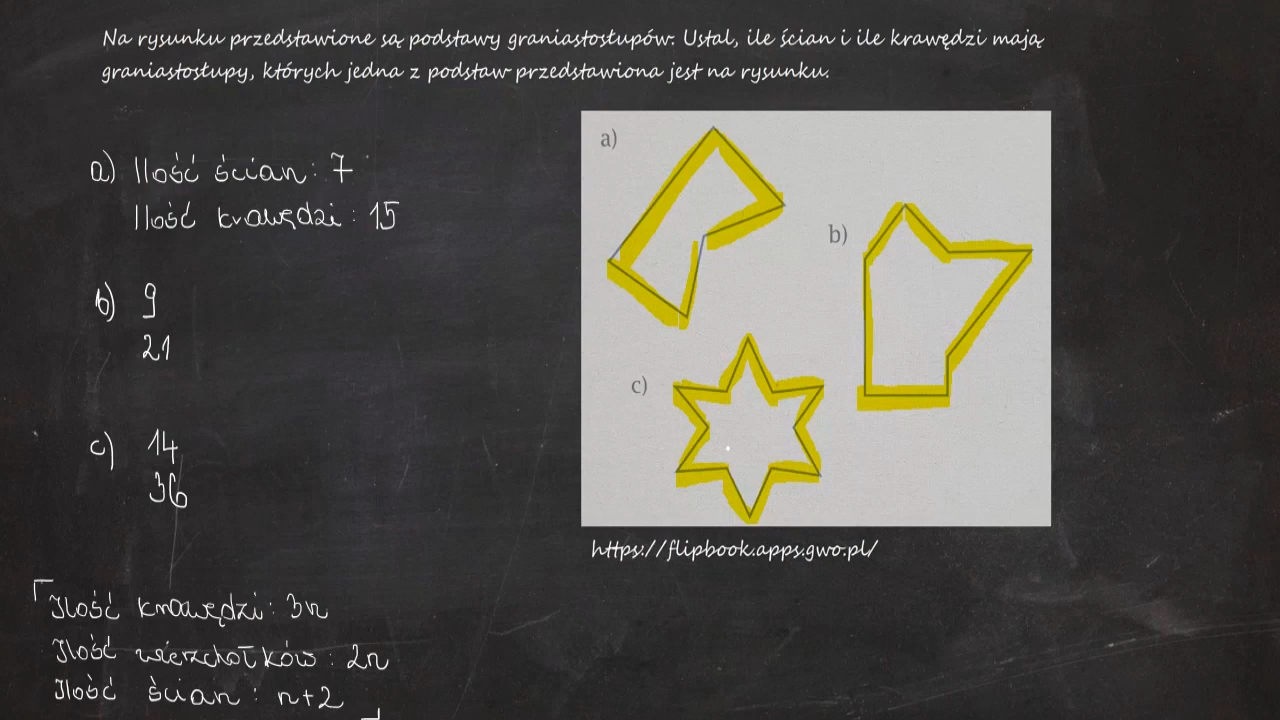 Na rysunku przedstawione są podstawy graniastosłupów. Ustal, ile ścian i ile krawędzi mają
graniastosłupy, których jedna z podstaw przedstawiona jest na rysunku.
a) Ilość ścian: 7
Ilość krawędzi: 15
b) 9
21
c) 14
36
Ilość krawędzi: 3n
Ilość wierzchołków: 2n
Ilość ścian: n+2
a)
b)
c)
https://flipbook.apps.gwo.pl/